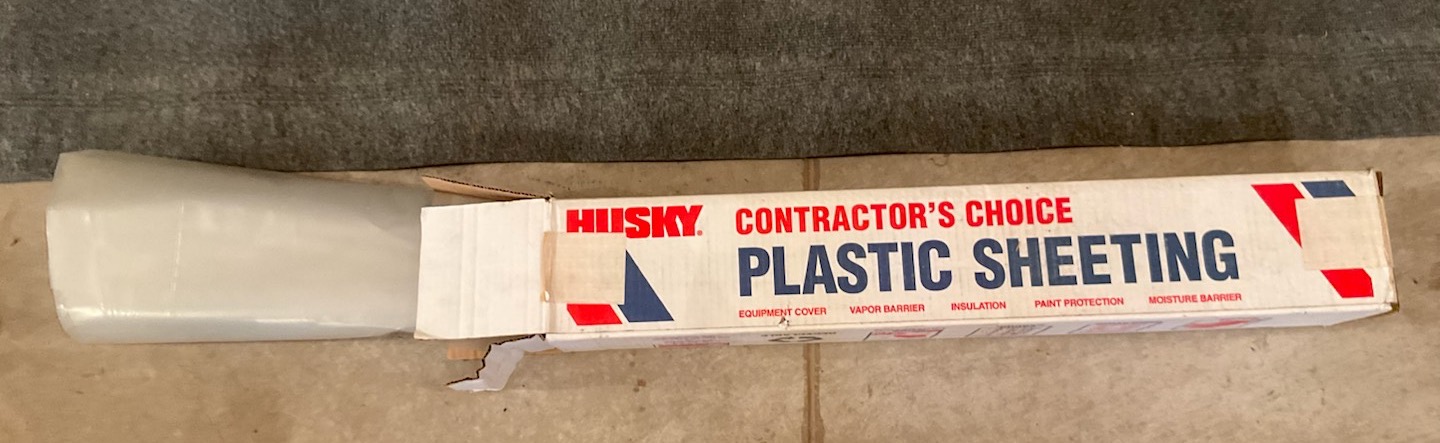 HUSKY®
CONTRACTOR'S CHOICE
PLASTIC SHEETING
EQUIPMENT COVER VAPOR BARRIER INSULATION PAINT PROTECTION MOISTURE BARRIER